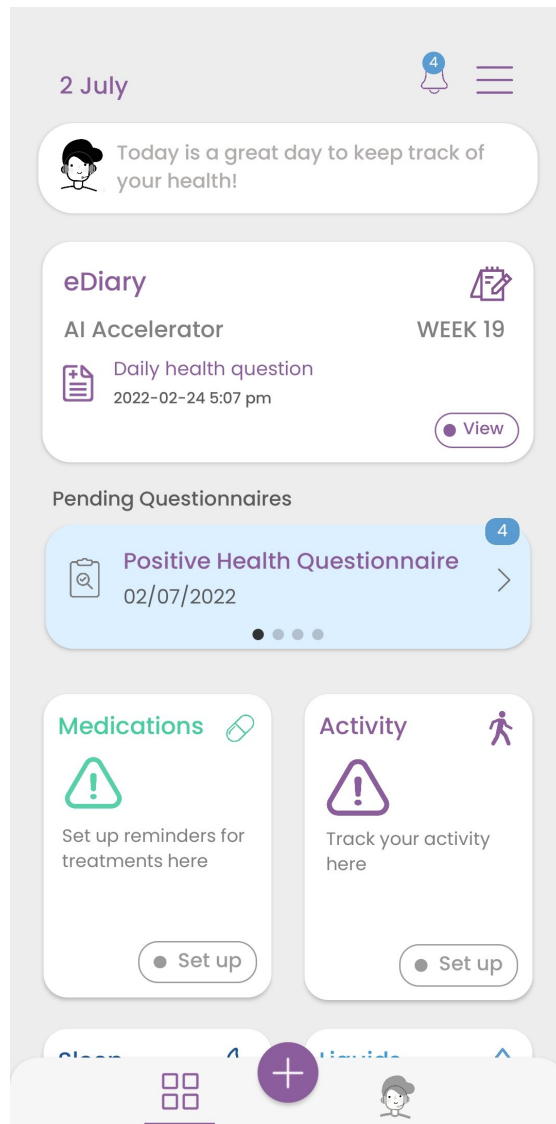 2 July
4
Today is a great day to keep track of
your health!
eDiary
AI Accelerator
WEEK 19
Daily health question
2022-02-24 5:07 pm
View
Pending Questionnaires
4
Positive Health Questionnaire
02/07/2022
Medications
Set up reminders for
treatments here
Set up
Activity
Track your activity
here
Set up
Sleep
Liquids